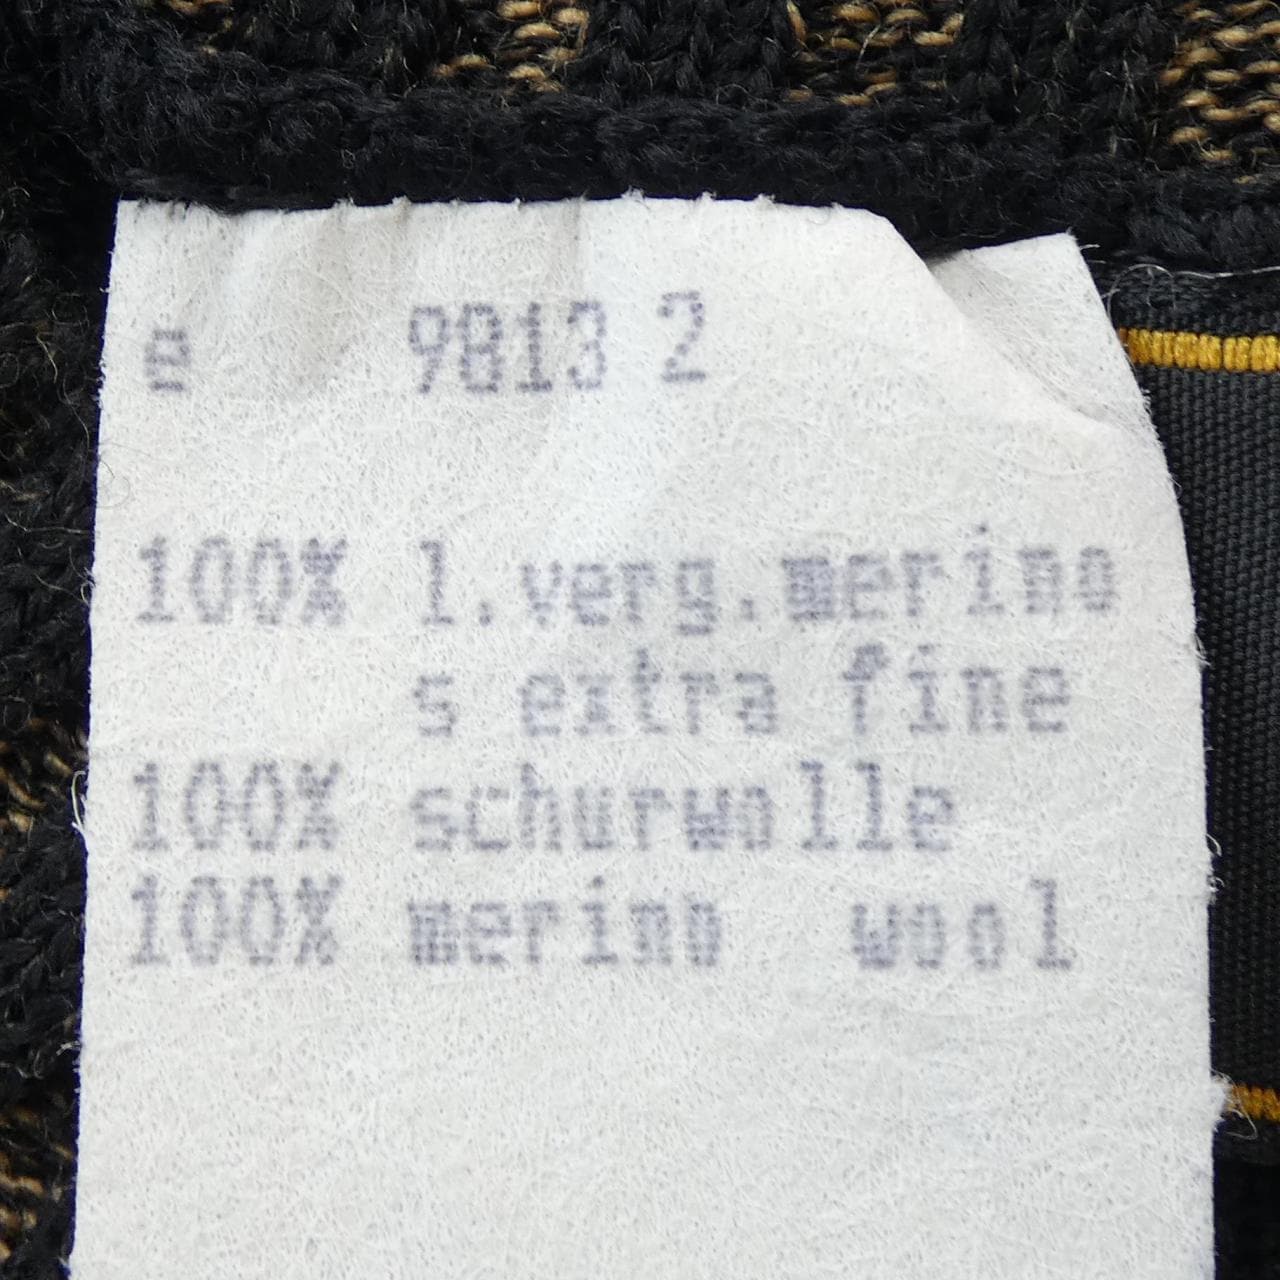 9813 2
100% l.verg.merino
s extra fine
100% schurwolle
100% merino wool